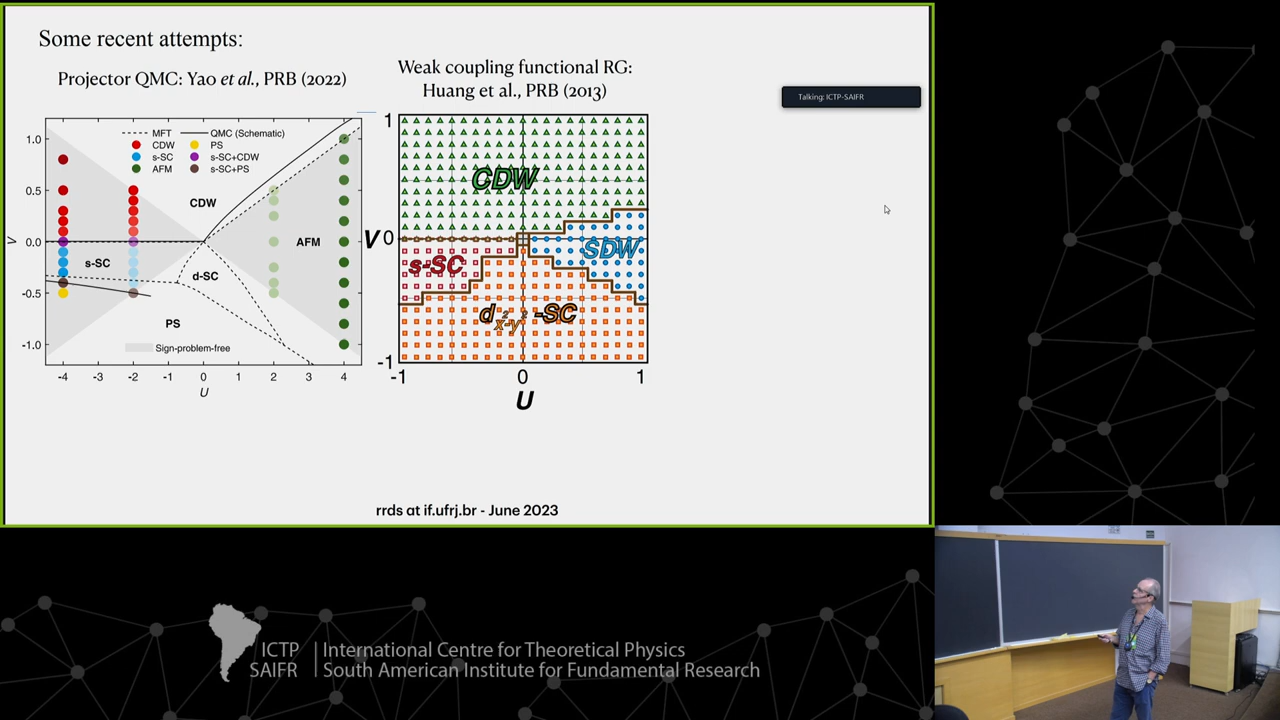 Some recent attempts:
Projector QMC: Yao et al., PRB (2022)
Weak coupling functional RG:
Huang et al., PRB (2013)
Talking: ICTP-SAIFR
MFT
QMC (Schematic)
CDW
PS
s-SC
s-SC+CDW
AFM
s-SC+PS
1.0
0.5
0.0
-0.5
-1.0
V
CDW
AFM
s-SC
d-SC
PS
Sign-problem-free
-4 -3 -2 -1 0 1 2 3 4
U
1
V 0
-1
CDW
SDW
s-SC
dx²-y²-SC
-1 0 1
U
rrds at if.ufrj.br - June 2023
ICTP
SAIFR
International Centre for Theoretical Physics
South American Institute for Fundamental Research